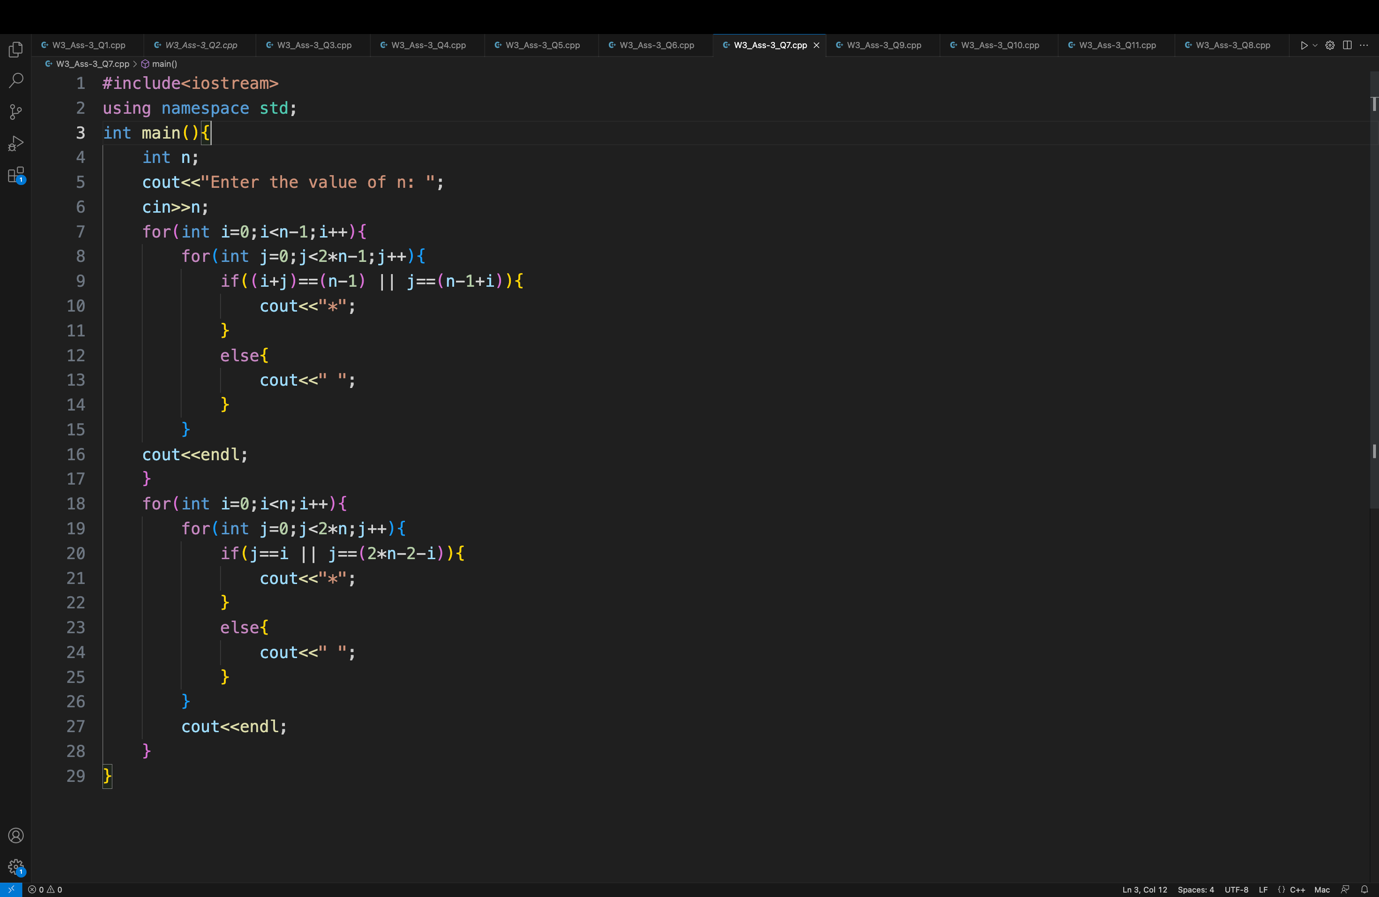 W3_Ass-3_Q1.cpp W3_Ass-3_Q2.cpp W3_Ass-3_Q3.cpp W3_Ass-3_Q4.cpp W3_Ass-3_Q5.cpp W3_Ass-3_Q6.cpp W3_Ass-3_Q7.cpp W3_Ass-3_Q9.cpp W3_Ass-3_Q10.cpp W3_Ass-3_Q11.cpp W3_Ass-3_Q8.cpp
W3_Ass-3_Q7.cpp > main()
1 #include<iostream>
2 using namespace std;
3 int main(){
4     int n;
5     cout<<"Enter the value of n: ";
6     cin>>n;
7     for(int i=0;i<n-1;i++){
8         for(int j=0;j<2*n-1;j++){
9             if((i+j)==(n-1) || j==(n-1+i)){
10                 cout<<"*";
11             }
12             else{
13                 cout<<" ";
14             }
15         }
16     cout<<endl;
17     }
18     for(int i=0;i<n;i++){
19         for(int j=0;j<2*n;j++){
20             if(j==i || j==(2*n-2-i)){
21                 cout<<"*";
22             }
23             else{
24                 cout<<" ";
25             }
26         }
27         cout<<endl;
28     }
29 }
1
1
0 0 Ln 3, Col 12 Spaces: 4 UTF-8 LF {} C++ Mac